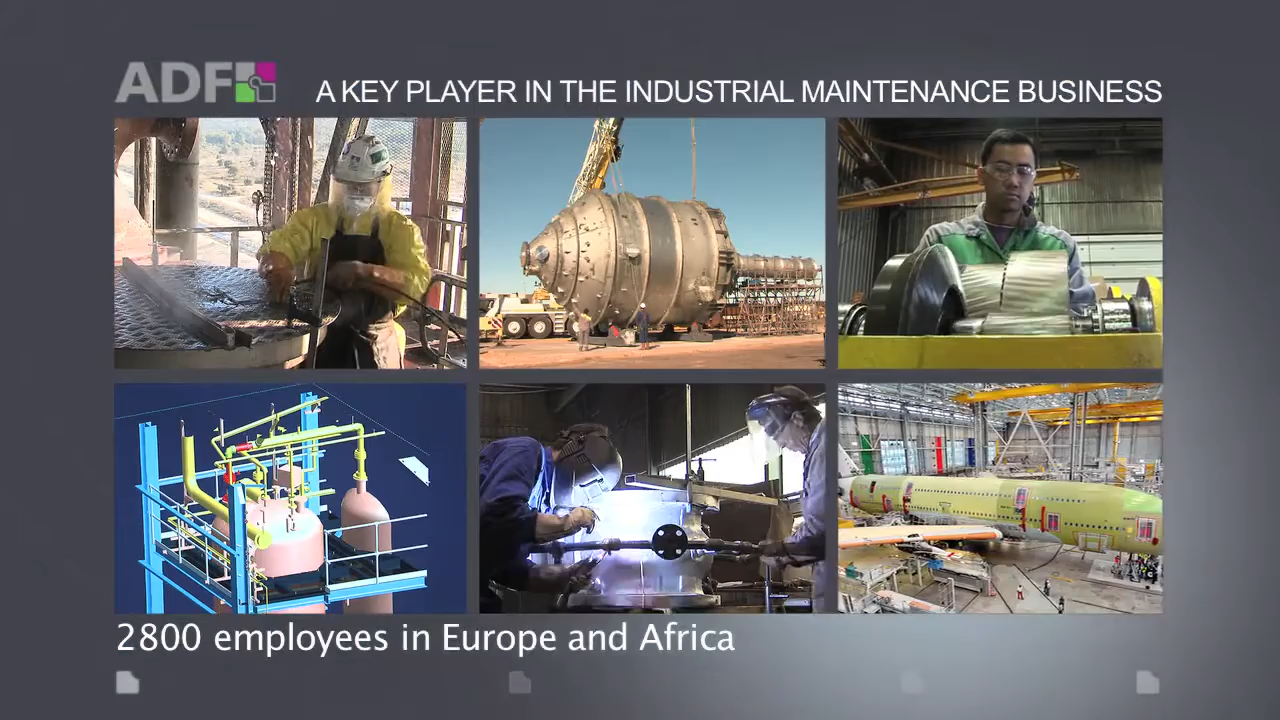 ADF
A KEY PLAYER IN THE INDUSTRIAL MAINTENANCE BUSINESS
2800 employees in Europe and Africa